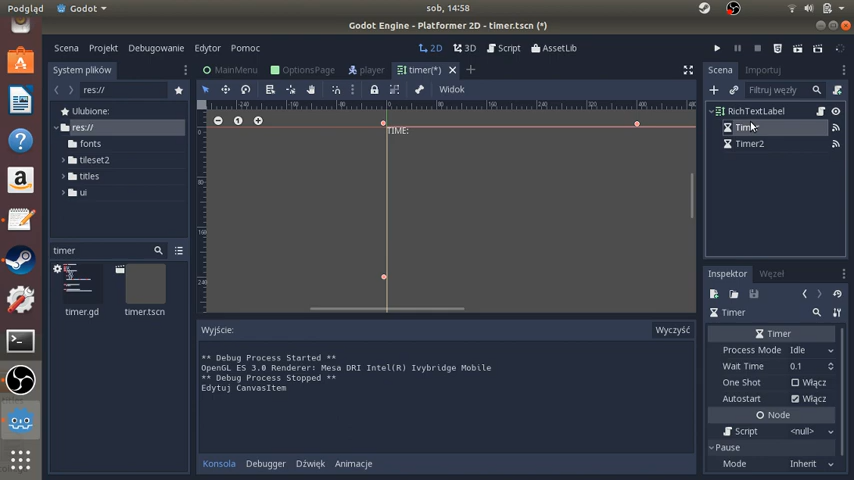 Podgląd
Godot
sob, 14:58
Godot Engine - Platformer 2D - timer.tscn (*)
Scena Projekt Debugowanie Edytor Pomoc
2D 3D Script AssetLib
System plików
MainMenu OptionsPage player timer(*)
Scena Importuj
res://
Widok
Filtruj węzły
Ulubione:
res://
fonts
tileset2
titles
ui
TIME:
RichTextLabel
Timer
Timer2
timer
timer.gd
timer.tscn
Wyjście:
Wyczyść
** Debug Process Started **
OpenGL ES 3.0 Renderer: Mesa DRI Intel(R) Ivybridge Mobile
** Debug Process Stopped **
Edytuj CanvasItem
Konsola Debugger Dźwięk Animacje
Inspektor Węzeł
Timer
Timer
Process Mode Idle
Wait Time 0.1
One Shot Włącz
Autostart Włącz
Node
Script <null>
Pause
Mode Inherit